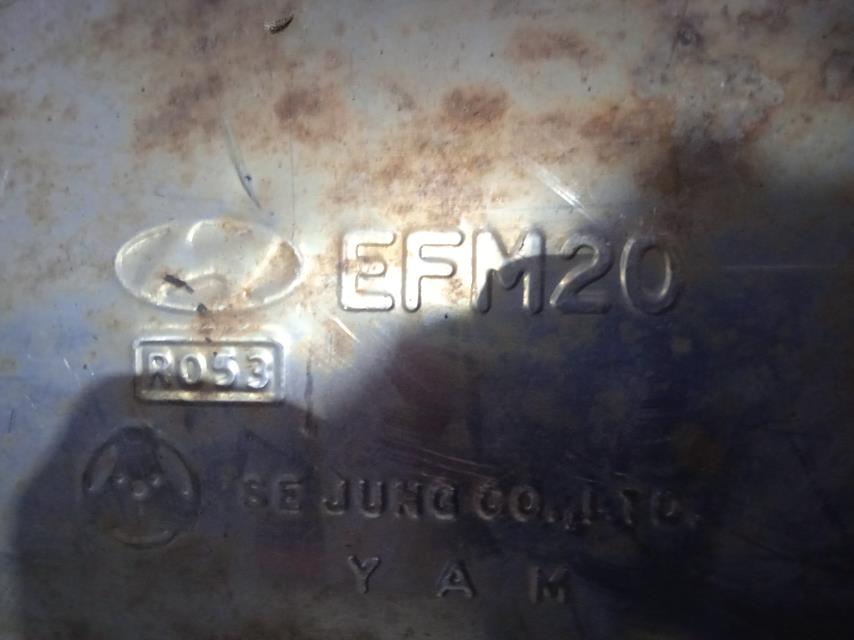 EFM20
R053
SE JUNG CO.,LTD.
Y A M